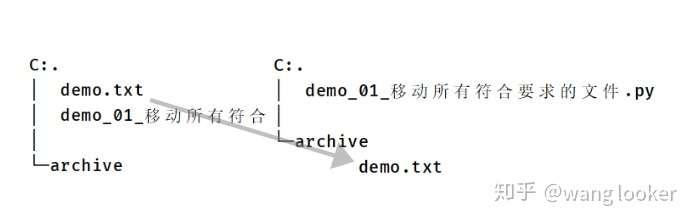 C:.
│  demo.txt
│  demo_01_移动所有符合
│
└─archive
C:.
│  demo_01_移动所有符合要求的文件.py
│
└─archive
        demo.txt
知乎 @wang looker